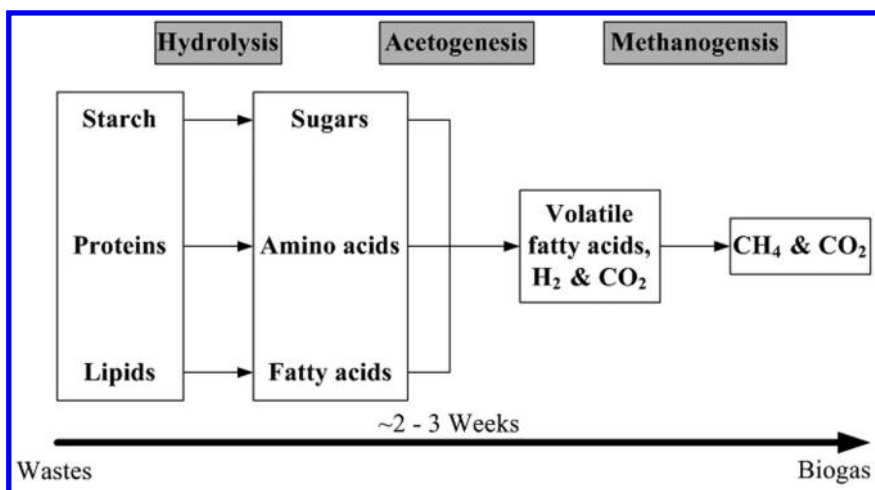 Hydrolysis
Acetogenesis
Methanogensis
Starch
Sugars
Proteins
Amino acids
Volatile
fatty acids,
H₂ & CO₂
CH₄ & CO₂
Lipids
Fatty acids
~2 - 3 Weeks
Wastes
Biogas